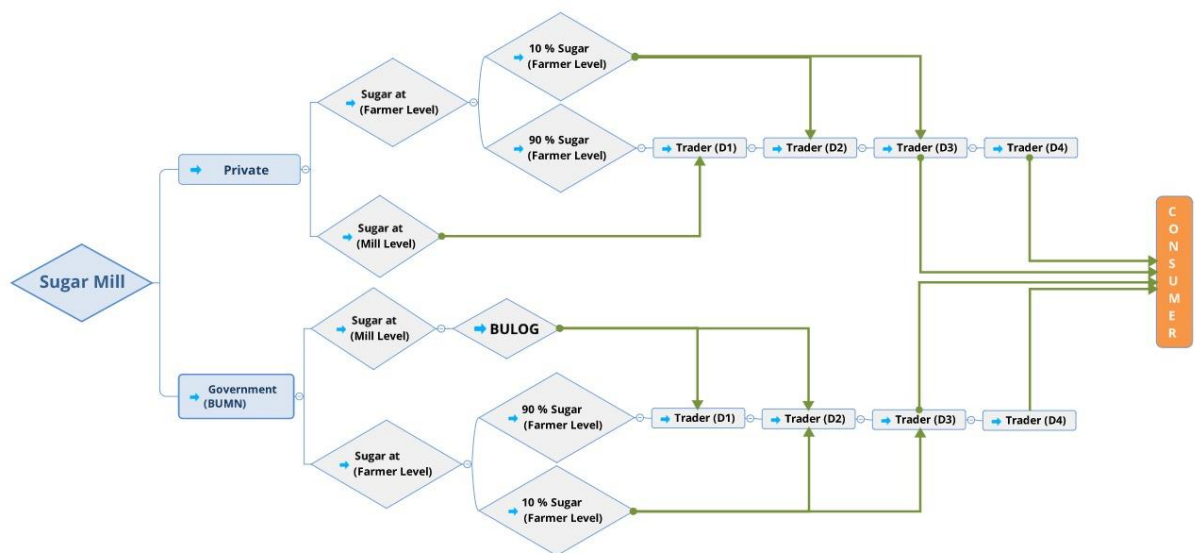 10 % Sugar
(Farmer Level)
Sugar at
(Farmer Level)
90 % Sugar
(Farmer Level)
Trader (D1)
Trader (D2)
Trader (D3)
Trader (D4)
Private
Sugar at
(Mill Level)
CONSUMER
Sugar Mill
Sugar at
(Mill Level)
BULOG
Government
(BUMN)
90 % Sugar
(Farmer Level)
Trader (D1)
Trader (D2)
Trader (D3)
Trader (D4)
Sugar at
(Farmer Level)
10 % Sugar
(Farmer Level)